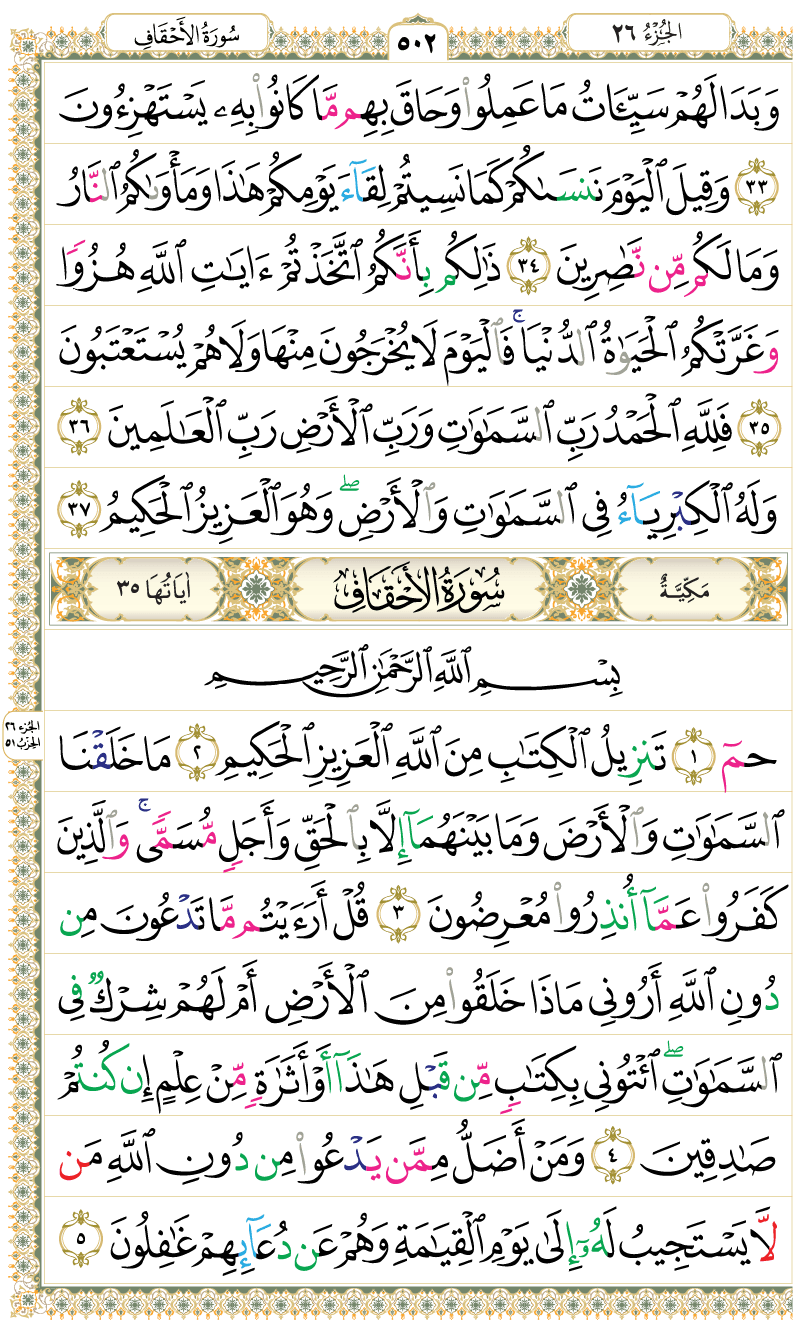 سُورَةُ الأَحْقَافِ
٥٠٢
الجُزْءُ ٢٦
وَبَدَا لَهُمْ سَيِّـَٔاتُ مَا عَمِلُوا۟ وَحَاقَ بِهِم مَّا كَانُوا۟ بِهِۦ يَسْتَهْزِءُونَ
٣٣ وَقِيلَ ٱلْيَوْمَ نَنسَىٰكُمْ كَمَا نَسِيتُمْ لِقَآءَ يَوْمِكُمْ هَٰذَا وَمَأْوَىٰكُمُ ٱلنَّارُ
وَمَا لَكُم مِّن نَّٰصِرِينَ ٣٤ ذَٰلِكُم بِأَنَّكُمُ ٱتَّخَذْتُمْ ءَايَٰتِ ٱللَّهِ هُزُوًا
وَغَرَّتْكُمُ ٱلْحَيَوٰةُ ٱلدُّنْيَا ۚ فَٱلْيَوْمَ لَا يُخْرَجُونَ مِنْهَا وَلَا هُمْ يُسْتَعْتَبُونَ
٣٥ فَلِلَّهِ ٱلْحَمْدُ رَبِّ ٱلسَّمَٰوَٰتِ وَرَبِّ ٱلْأَرْضِ رَبِّ ٱلْعَٰلَمِينَ ٣٦
وَلَهُ ٱلْكِبْرِيَآءُ فِى ٱلسَّمَٰوَٰتِ وَٱلْأَرْضِ ۖ وَهُوَ ٱلْعَزِيزُ ٱلْحَكِيمُ ٣٧
مَكِيَّةٌ سُورَةُ الأَحْقَافِ اٰيَاتُهَا ٣٥
بِسْمِ ٱللَّهِ ٱلرَّحْمَٰنِ ٱلرَّحِيمِ
حمٓ ١ تَنزِيلُ ٱلْكِتَٰبِ مِنَ ٱللَّهِ ٱلْعَزِيزِ ٱلْحَكِيمِ ٢ مَا خَلَقْنَا
ٱلسَّمَٰوَٰتِ وَٱلْأَرْضَ وَمَا بَيْنَهُمَآ إِلَّا بِٱلْحَقِّ وَأَجَلٍ مُّسَمًّى ۚ وَٱلَّذِينَ
كَفَرُوا۟ عَمَّآ أُنذِرُوا۟ مُعْرِضُونَ ٣ قُلْ أَرَءَيْتُم مَّا تَدْعُونَ مِن
دُونِ ٱللَّهِ أَرُونِى مَاذَا خَلَقُوا۟ مِنَ ٱلْأَرْضِ أَمْ لَهُمْ شِرْكٌ فِى
ٱلسَّمَٰوَٰتِ ۖ ٱئْتُونِى بِكِتَٰبٍ مِّن قَبْلِ هَٰذَآ أَوْ أَثَٰرَةٍ مِّنْ عِلْمٍ إِن كُنتُمْ
صَٰدِقِينَ ٤ وَمَنْ أَضَلُّ مِمَّن يَدْعُوا۟ مِن دُونِ ٱللَّهِ مَن
لَّا يَسْتَجِيبُ لَهُۥٓ إِلَىٰ يَوْمِ ٱلْقِيَٰمَةِ وَهُمْ عَن دُعَآئِهِمْ غَٰفِلُونَ ٥
الجُزء ٢٦
الحِزبُ ٥١